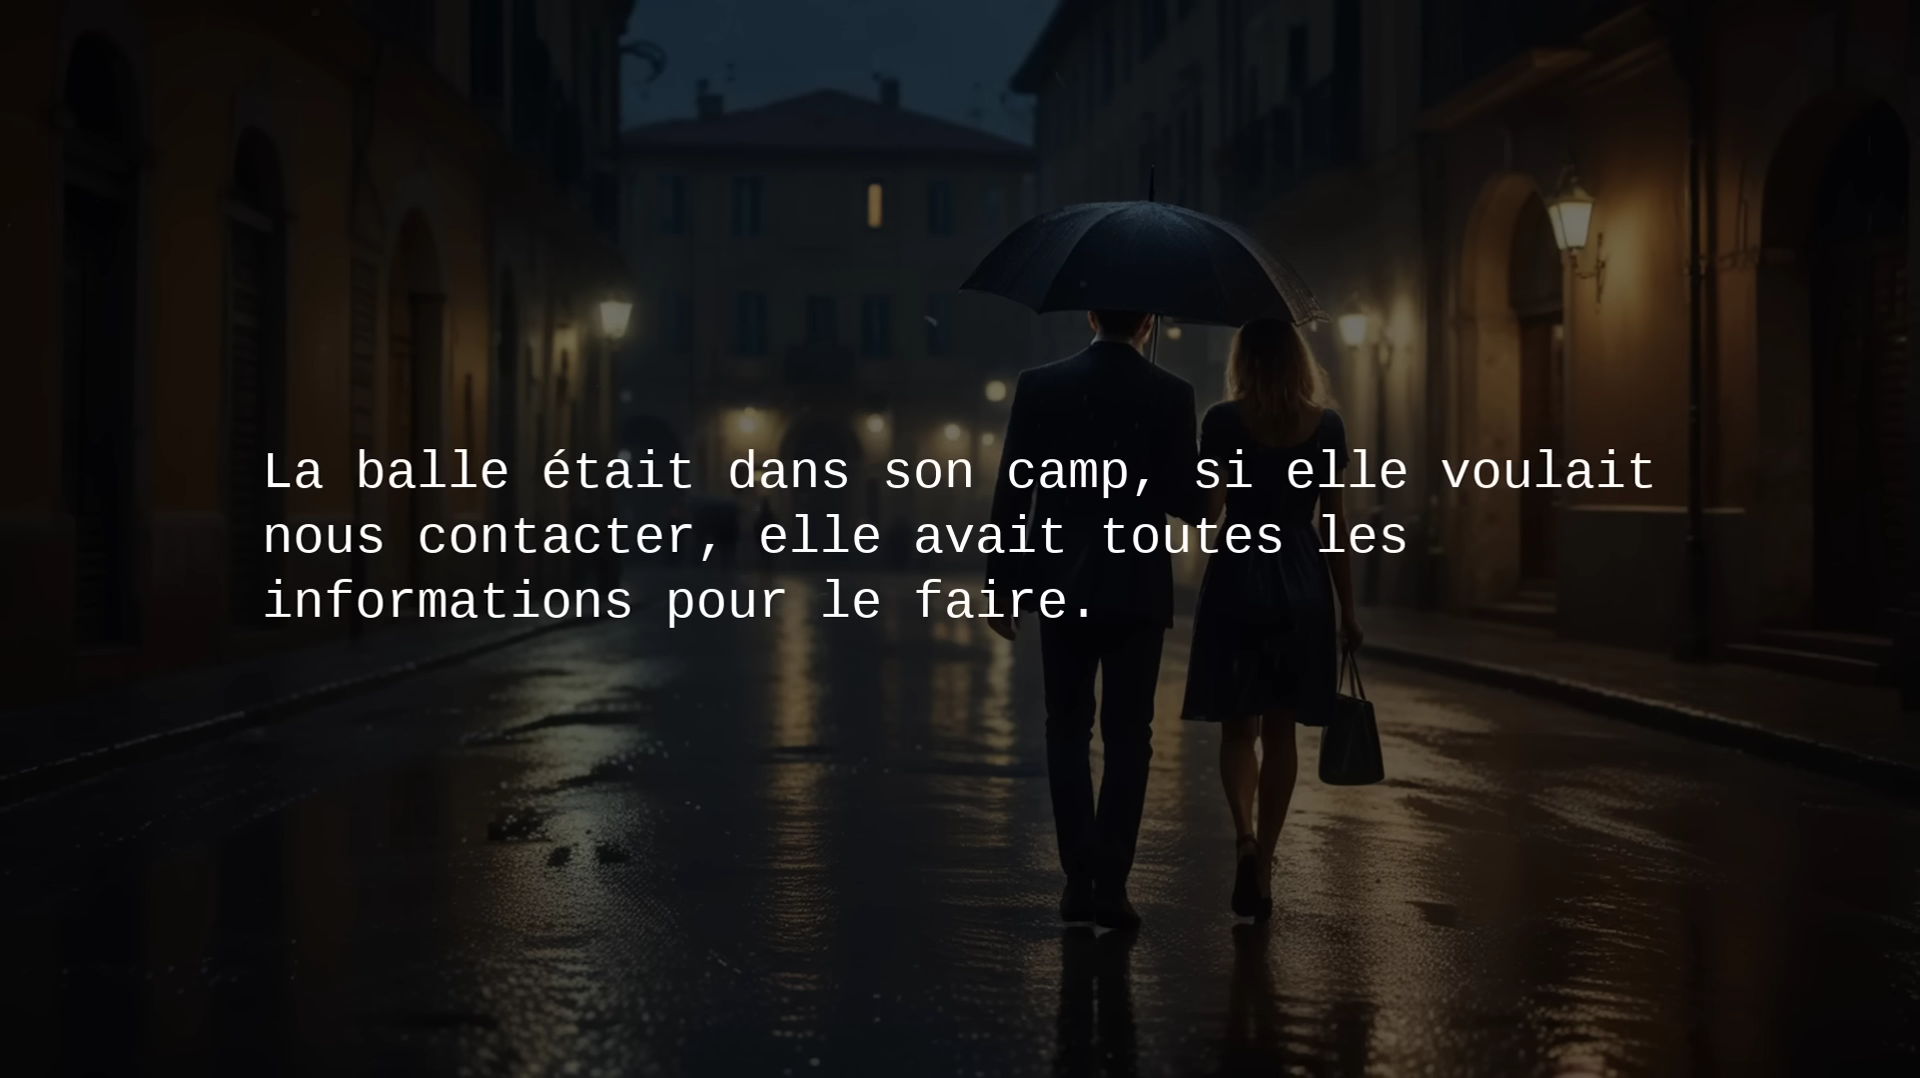 La balle était dans son camp, si elle voulait
nous contacter, elle avait toutes les
informations pour le faire.